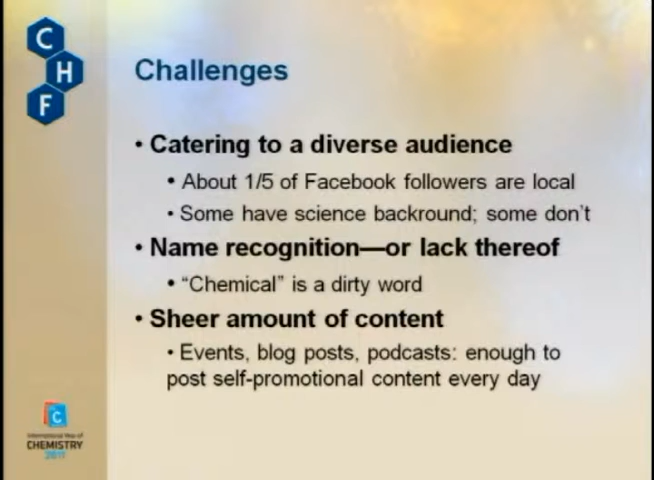 C
H
F
Challenges
• Catering to a diverse audience
• About 1/5 of Facebook followers are local
• Some have science backround; some don't
• Name recognition—or lack thereof
• "Chemical" is a dirty word
• Sheer amount of content
• Events, blog posts, podcasts: enough to
post self-promotional content every day
C
International Year of
CHEMISTRY
2011